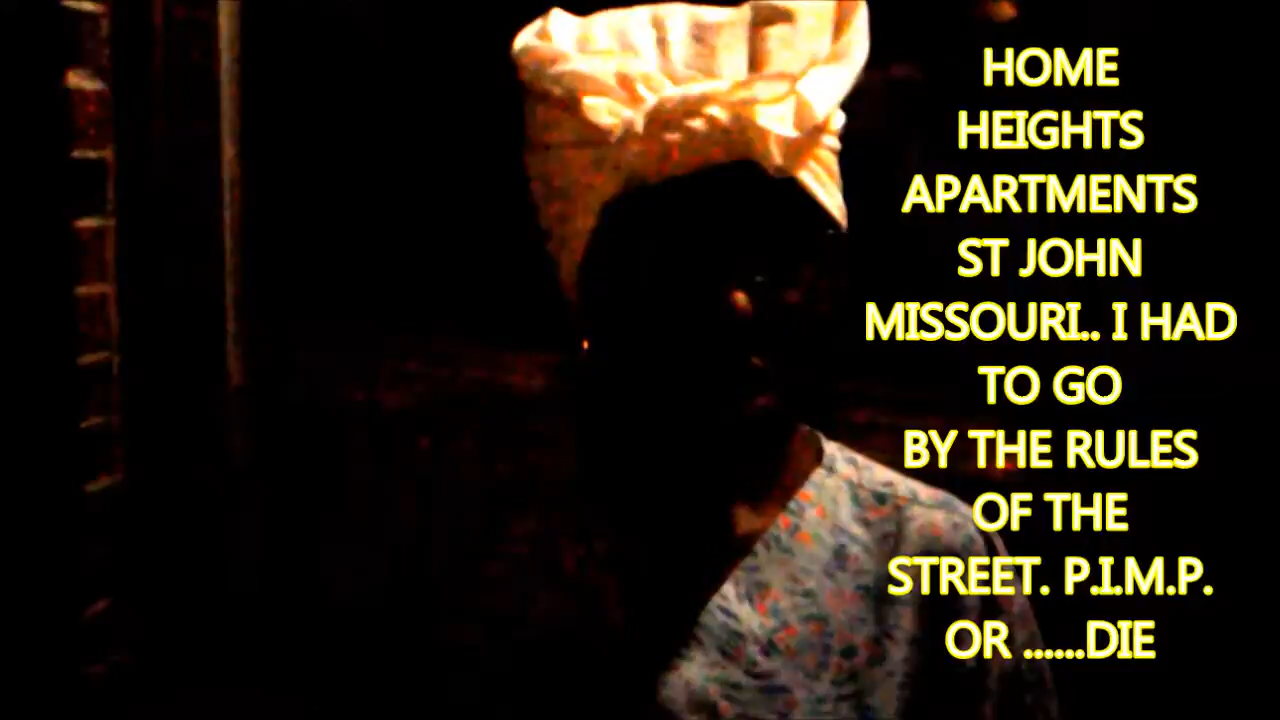 HOME
HEIGHTS
APARTMENTS
ST JOHN
MISSOURI.. I HAD
TO GO
BY THE RULES
OF THE
STREET. P.I.M.P.
OR ......DIE